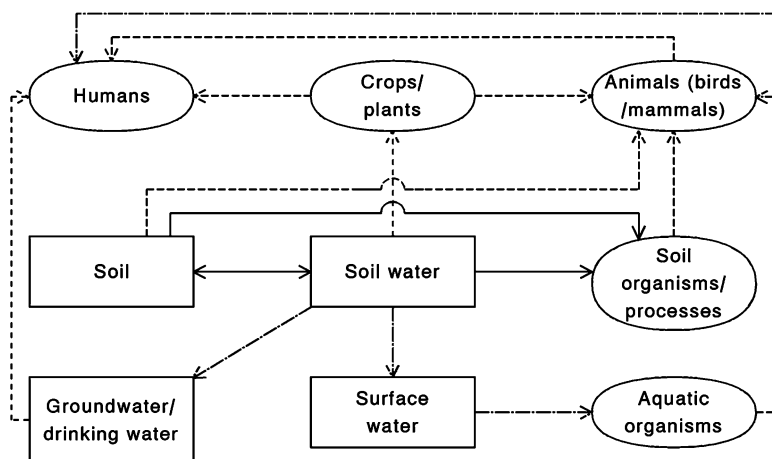 Humans
Crops/
plants
Animals (birds
/mammals)
Soil
Soil water
Soil
organisms/
processes
Groundwater/
drinking water
Surface
water
Aquatic
organisms